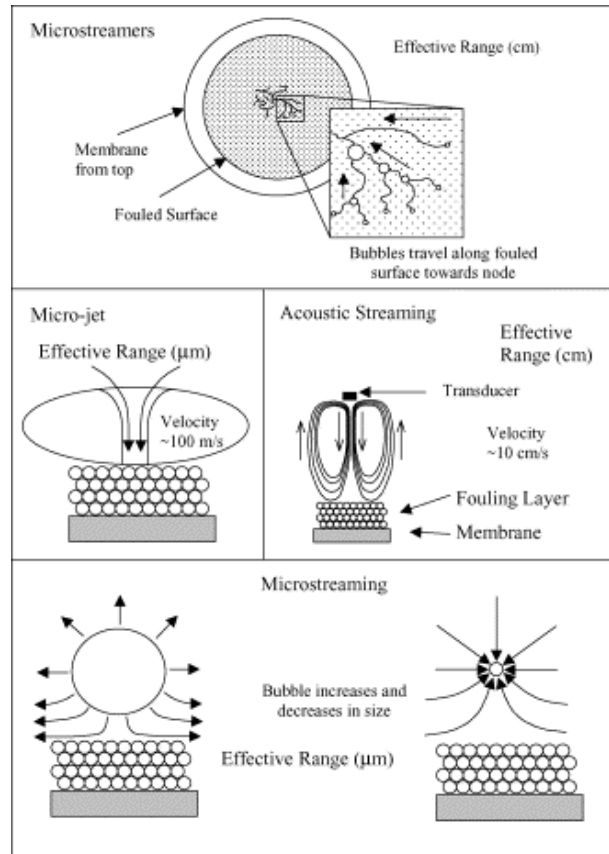 Microstreamers
Effective Range (cm)
Membrane
from top
Fouled Surface
Bubbles travel along fouled
surface towards node
Micro-jet
Effective Range (μm)
Velocity
~100 m/s
Acoustic Streaming
Effective
Range (cm)
Transducer
Velocity
~10 cm/s
Fouling Layer
Membrane
Microstreaming
Bubble increases and
decreases in size
Effective Range (μm)